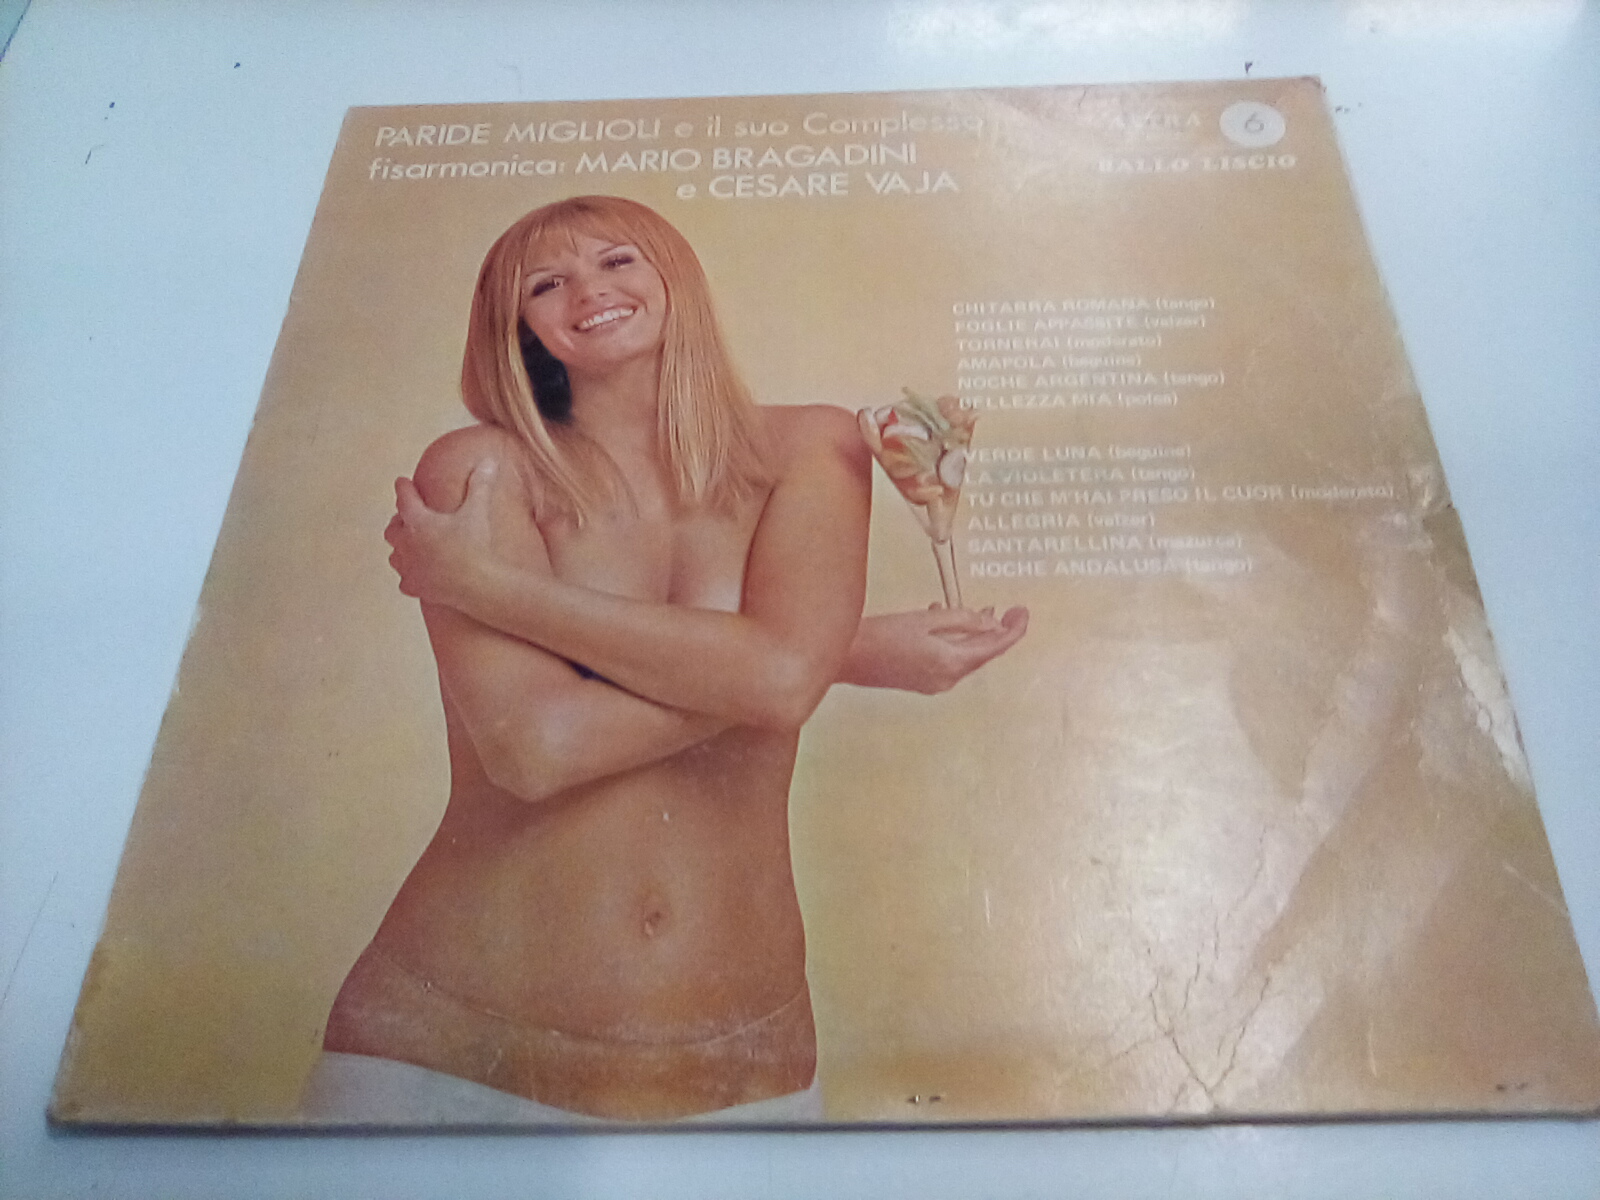 PARIDE MIGLIOLI e il suo Complesso
fisarmonica: MARIO BRAGADINI
e CESARE VAJA
6
BALLO LISCIO
CHITARRA ROMANA (tango)
FOGLIE APPASSITE (valzer)
TORNERAI (moderato)
AMAPOLA (beguine)
NOCHE ARGENTINA (tango)
BELLEZZA MIA (polca)
VERDE LUNA (beguine)
LA VIOLETERA (tango)
TU CHE M'HAI PRESO IL CUOR (moderato)
ALLEGRIA (valzer)
SANTARELLINA (mazurca)
NOCHE ANDALUSA (tango)